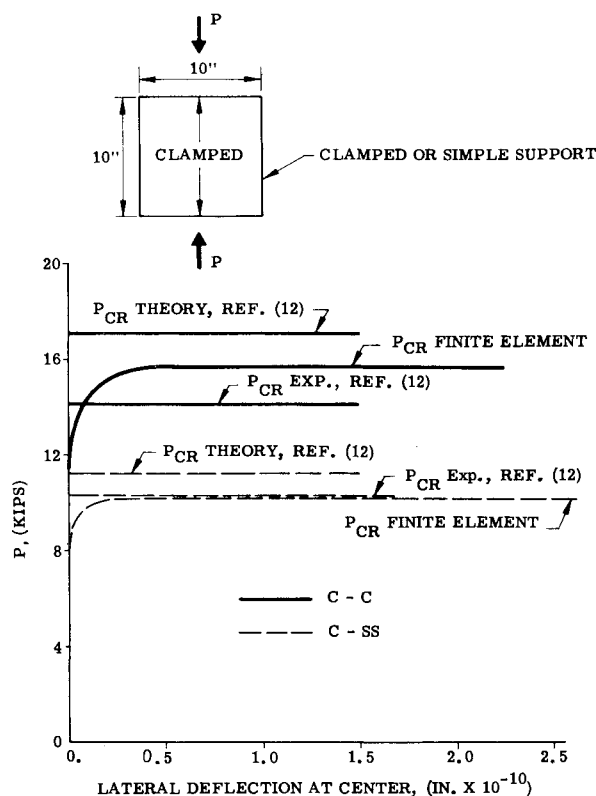 P
10"
10"
CLAMPED
CLAMPED OR SIMPLE SUPPORT
P
20
16
12
8
4
0.
0.5
1.0
1.5
2.0
2.5
P, (KIPS)
P_CR THEORY, REF. (12)
P_CR FINITE ELEMENT
P_CR EXP., REF. (12)
P_CR THEORY, REF. (12)
P_CR Exp., REF. (12)
P_CR FINITE ELEMENT
C - C
C - SS
LATERAL DEFLECTION AT CENTER, (IN. X 10^-10)